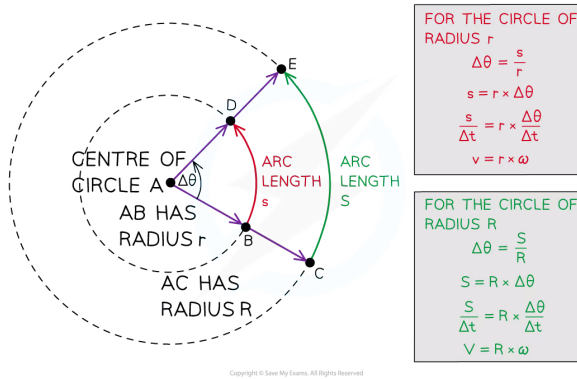 E
D
CENTRE OF
CIRCLE A
Δθ
ARC
LENGTH
s
ARC
LENGTH
S
AB HAS
RADIUS r
B
C
AC HAS
RADIUS R
FOR THE CIRCLE OF
RADIUS r
Δθ = s/r
s = r × Δθ
s/Δt = r × Δθ/Δt
v = r × ω
FOR THE CIRCLE OF
RADIUS R
Δθ = S/R
S = R × Δθ
S/Δt = R × Δθ/Δt
V = R × ω
Copyright © Save My Exams. All Rights Reserved